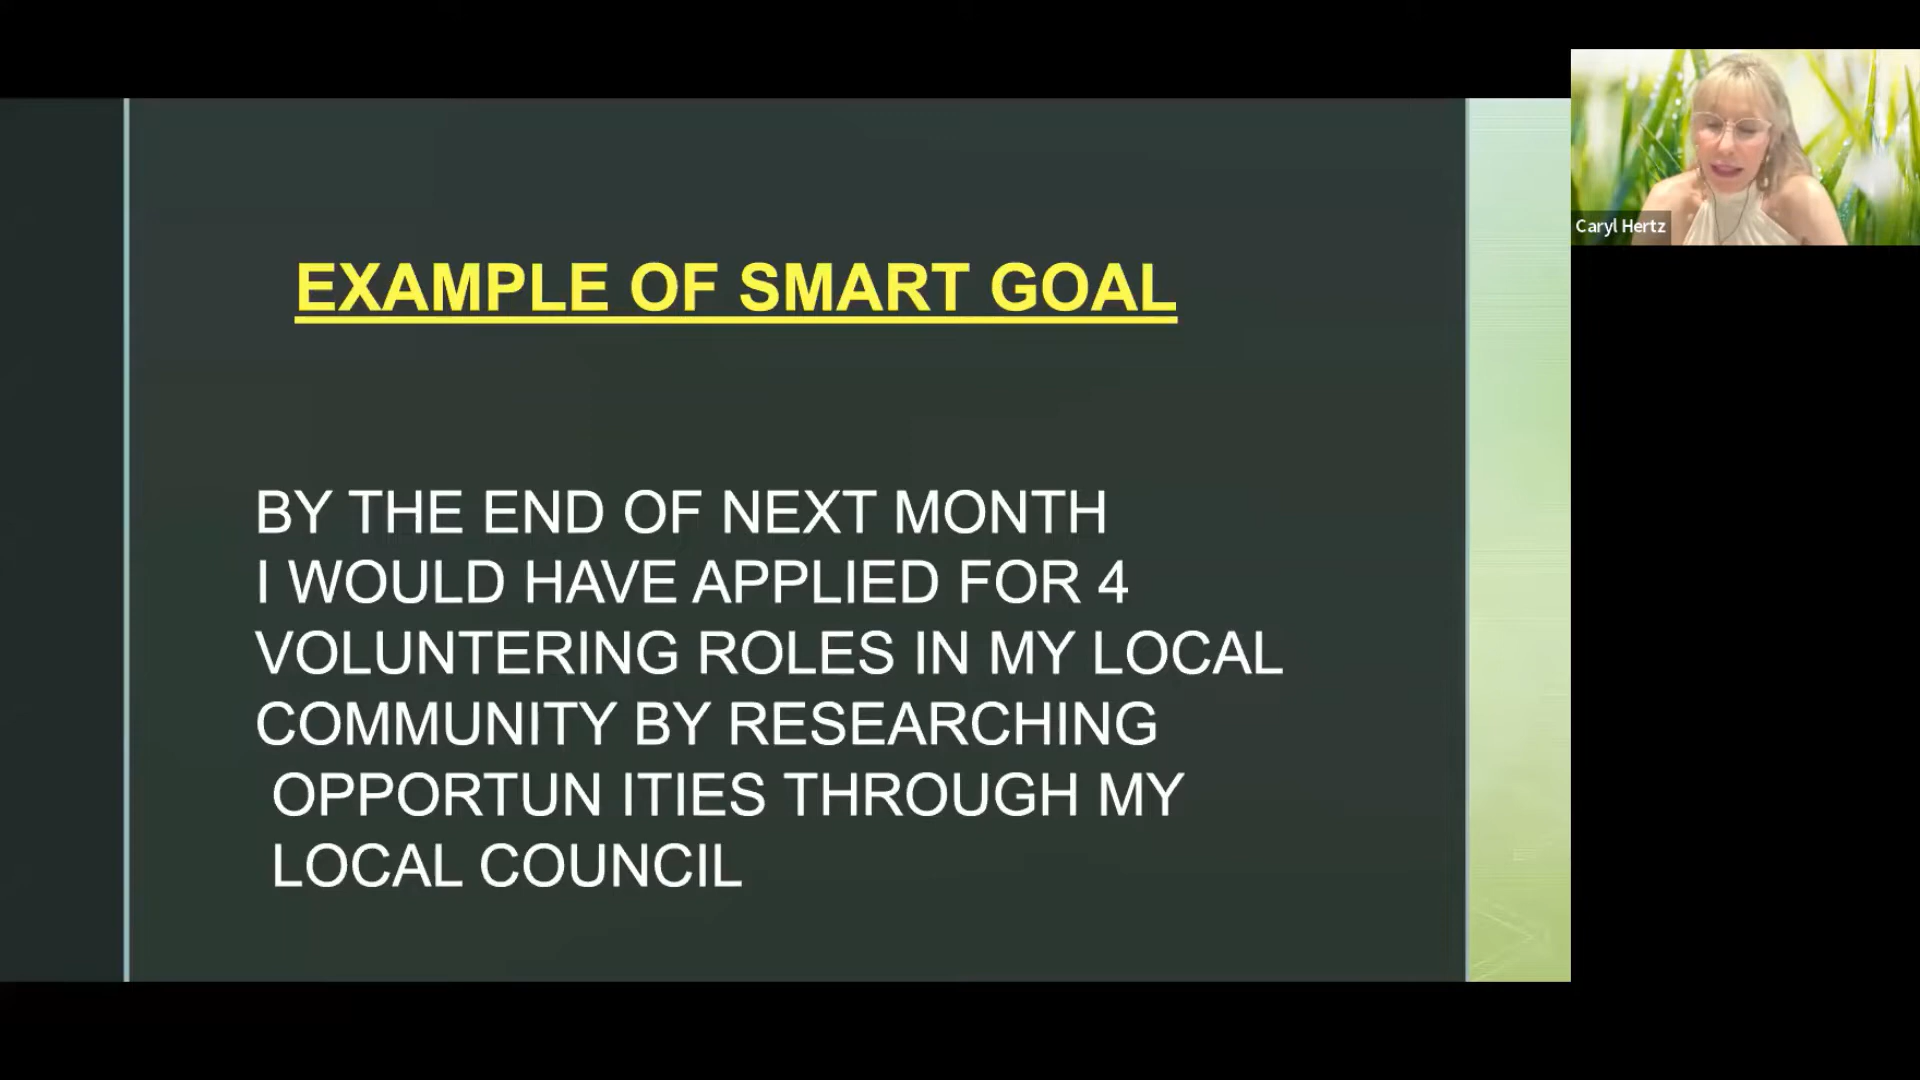 EXAMPLE OF SMART GOAL
BY THE END OF NEXT MONTH
I WOULD HAVE APPLIED FOR 4
VOLUNTERING ROLES IN MY LOCAL
COMMUNITY BY RESEARCHING
OPPORTUN ITIES THROUGH MY
LOCAL COUNCIL
Caryl Hertz